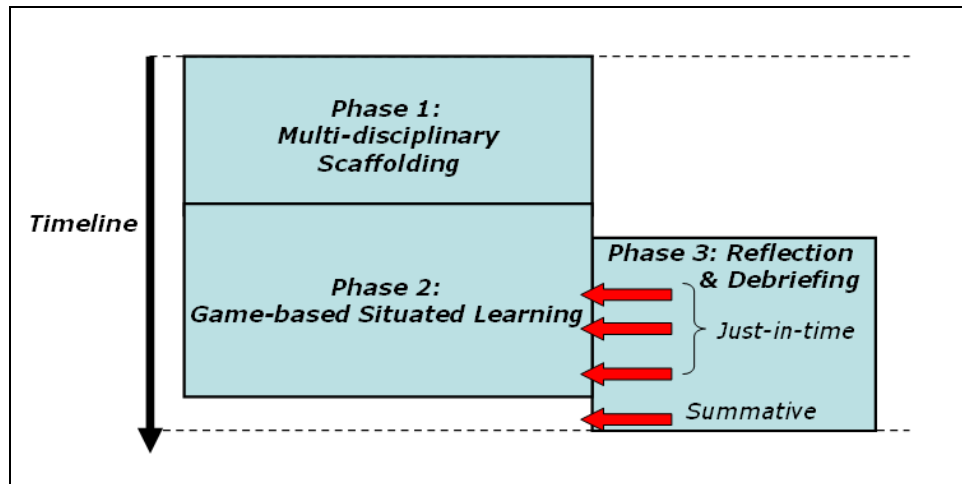 Phase 1:
Multi-disciplinary
Scaffolding
Timeline
Phase 2:
Game-based Situated Learning
Phase 3: Reflection
& Debriefing
Just-in-time
Summative